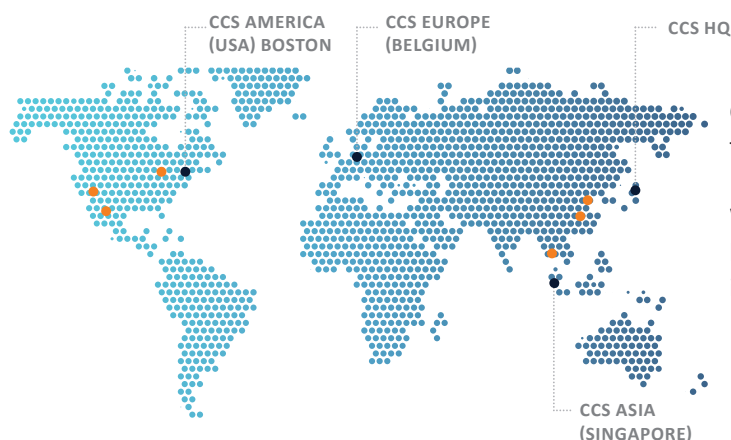 CCS AMERICA
(USA) BOSTON
CCS EUROPE
(BELGIUM)
CCS HQ
CCS ASIA
(SINGAPORE)